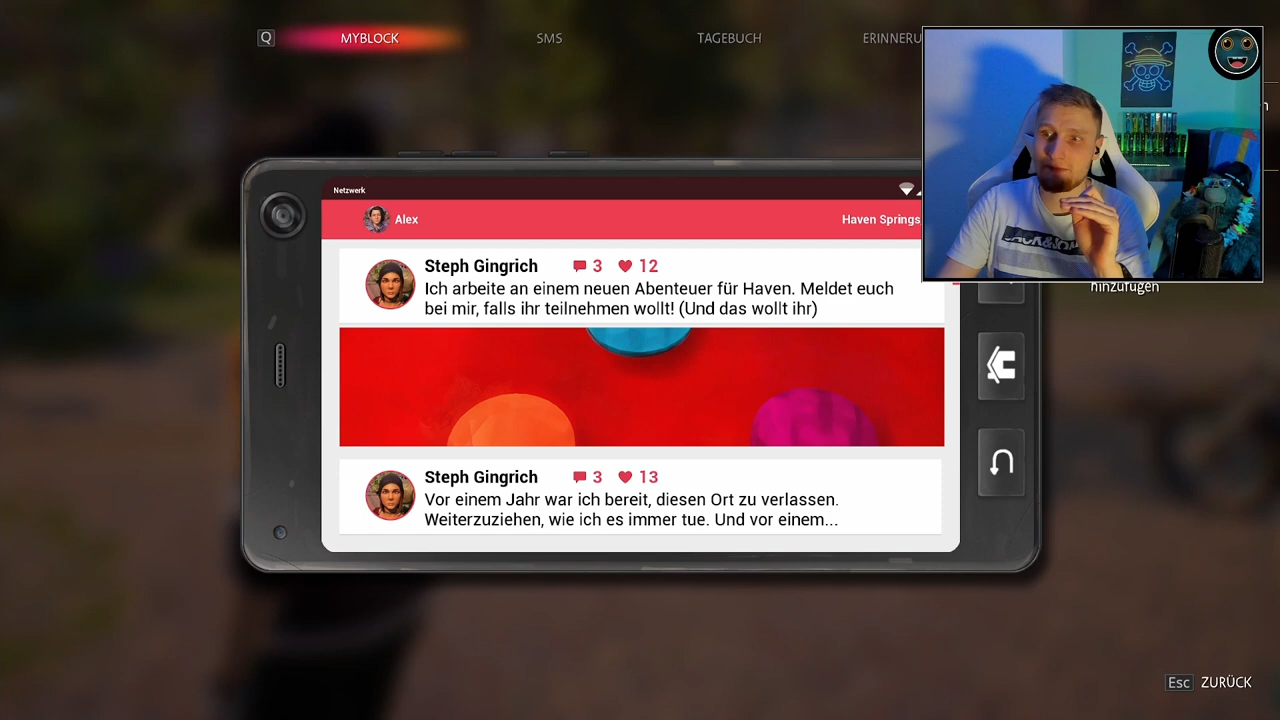 Q MYBLOCK SMS TAGEBUCH ERINNERU
Netzwerk
Alex Haven Springs
Steph Gingrich 3 12
Ich arbeite an einem neuen Abenteuer für Haven. Meldet euch
bei mir, falls ihr teilnehmen wollt! (Und das wollt ihr)
Steph Gingrich 3 13
Vor einem Jahr war ich bereit, diesen Ort zu verlassen.
Weiterzuziehen, wie ich es immer tue. Und vor einem...
hinzufügen
Esc ZURÜCK